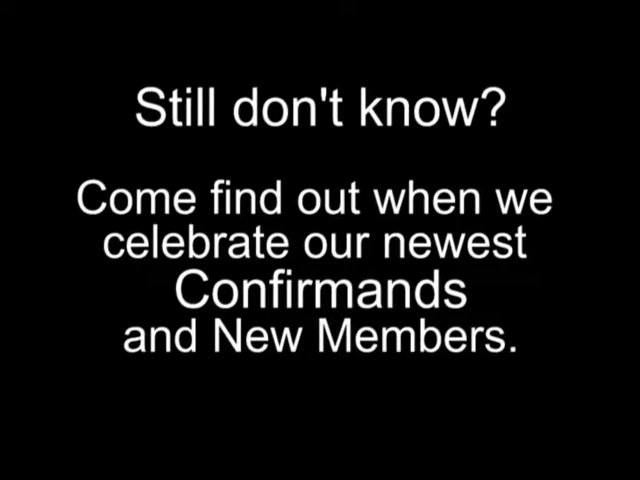 Still don't know?
Come find out when we
celebrate our newest
Confirmands
and New Members.